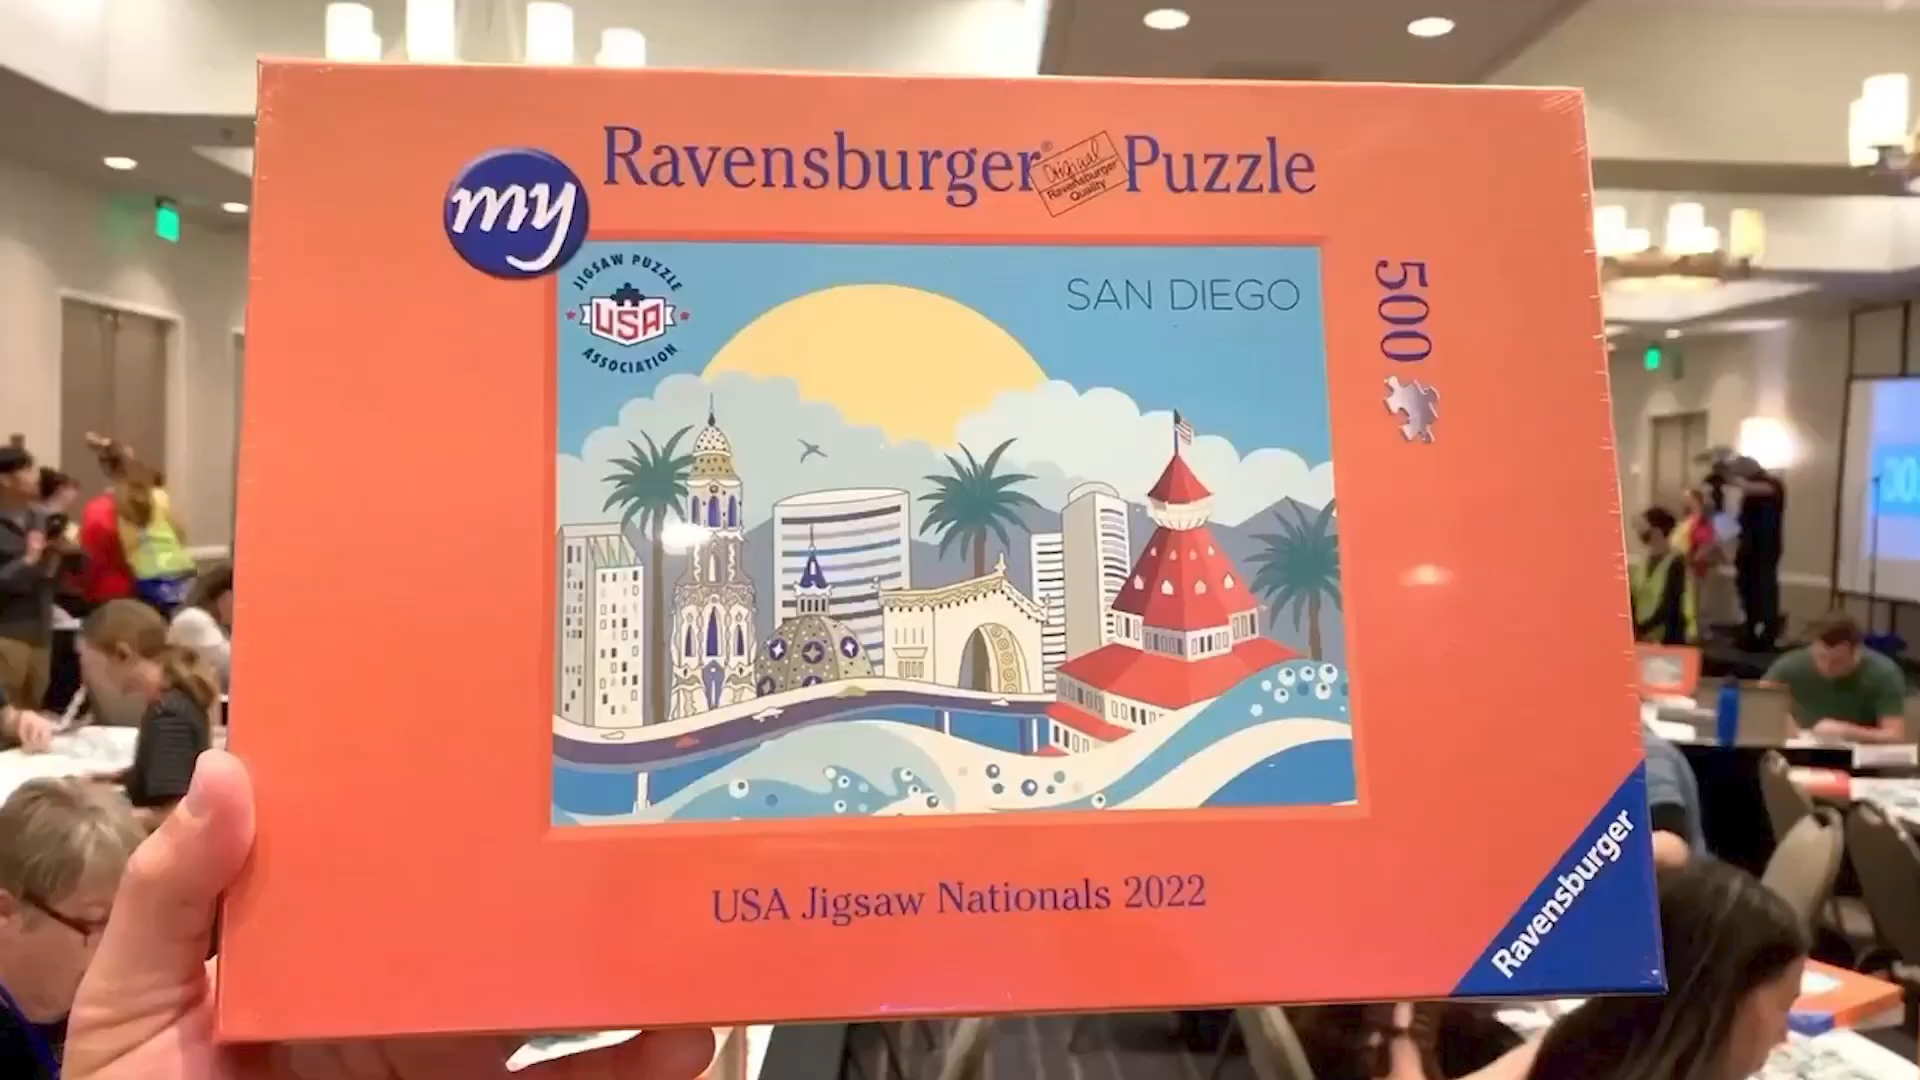 my
Ravensburger® Puzzle
Original
Ravensburger
Quality
JIGSAW PUZZLE
USA
ASSOCIATION
SAN DIEGO
500
USA Jigsaw Nationals 2022
Ravensburger